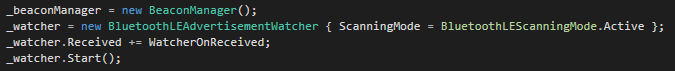 _beaconManager = new BeaconManager();
_watcher = new BluetoothLEAdvertisementWatcher { ScanningMode = BluetoothLEScanningMode.Active };
_watcher.Received += WatcherOnReceived;
_watcher.Start();